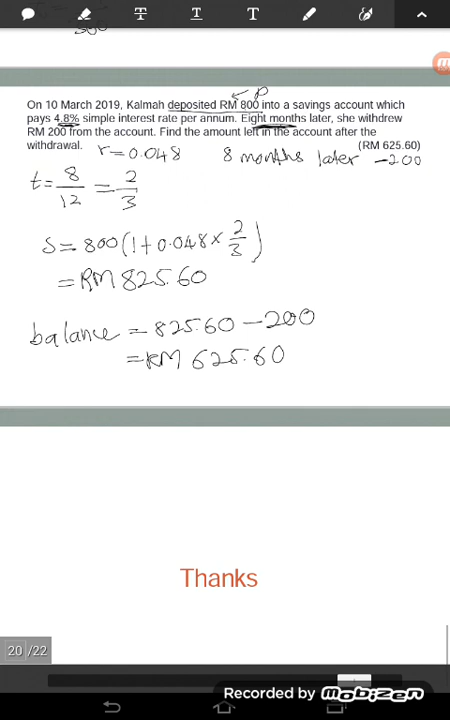 T T T
300
P
On 10 March 2019, Kalmah deposited RM 800 into a savings account which
pays 4.8% simple interest rate per annum. Eight months later, she withdrew
RM 200 from the account. Find the amount left in the account after the
withdrawal. (RM 625.60)
r = 0.048 8 months later -200
t = 8/12 = 2/3
S = 800 (1 + 0.048 × 2/3)
= RM 825.60
balance = 825.60 - 200
= RM 625.60
Thanks
20 /22
Recorded by mobizen